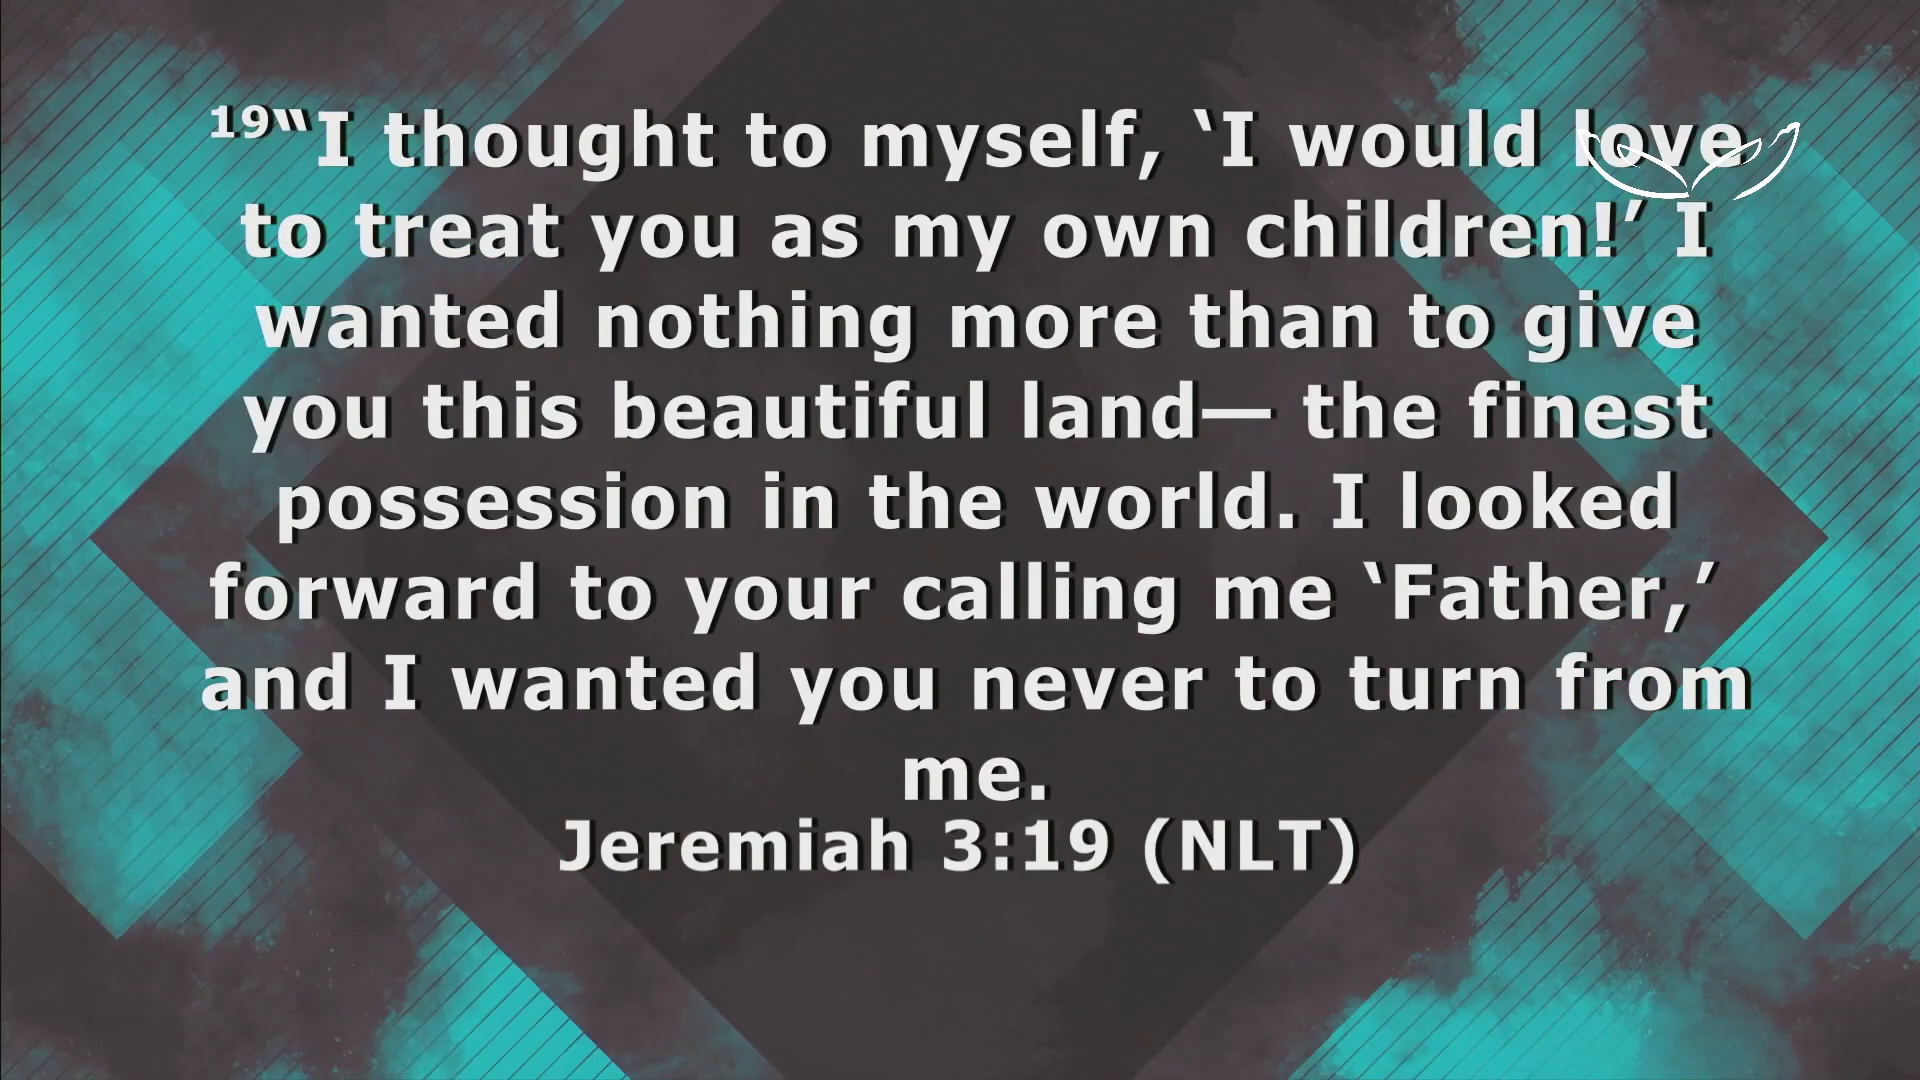 19“I thought to myself, ‘I would love
to treat you as my own children!’ I
wanted nothing more than to give
you this beautiful land— the finest
possession in the world. I looked
forward to your calling me ‘Father,’
and I wanted you never to turn from
me.
Jeremiah 3:19 (NLT)